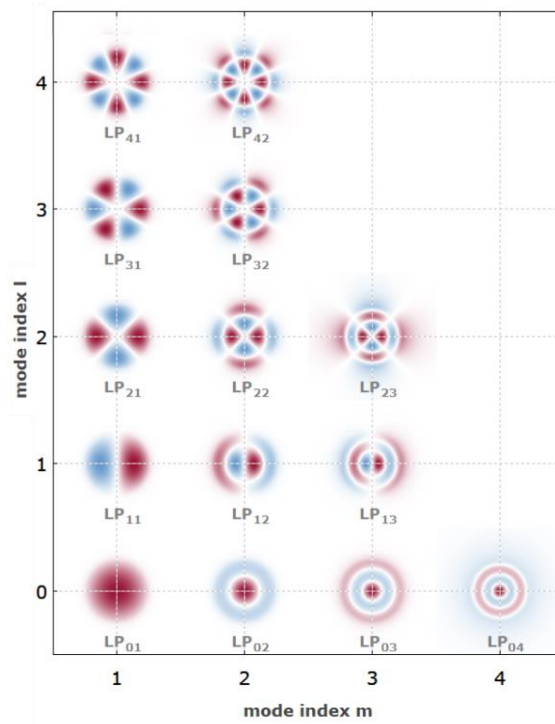 4
LP₄₁ LP₄₂
3
LP₃₁ LP₃₂
2
LP₂₁ LP₂₂ LP₂₃
1
LP₁₁ LP₁₂ LP₁₃
0
LP₀₁ LP₀₂ LP₀₃ LP₀₄
1 2 3 4
mode index m
mode index l